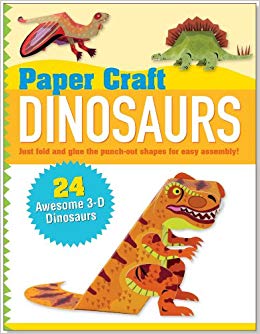 Paper Craft
DINOSAURS
Just fold and glue the punch-out shapes for easy assembly!
24
Awesome 3-D
Dinosaurs